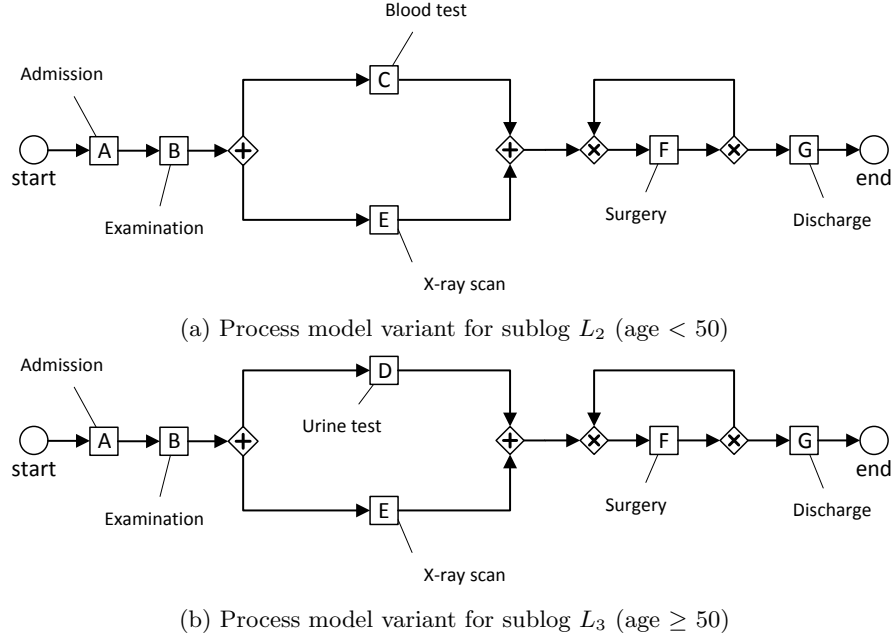 Blood test
Admission
C
A B + + × F × G
start
end
Examination
Surgery
Discharge
E
X-ray scan
(a) Process model variant for sublog L₂ (age < 50)
Admission
D
Urine test
A B + + × F × G
start
end
Examination
Surgery
Discharge
E
X-ray scan
(b) Process model variant for sublog L₃ (age ≥ 50)